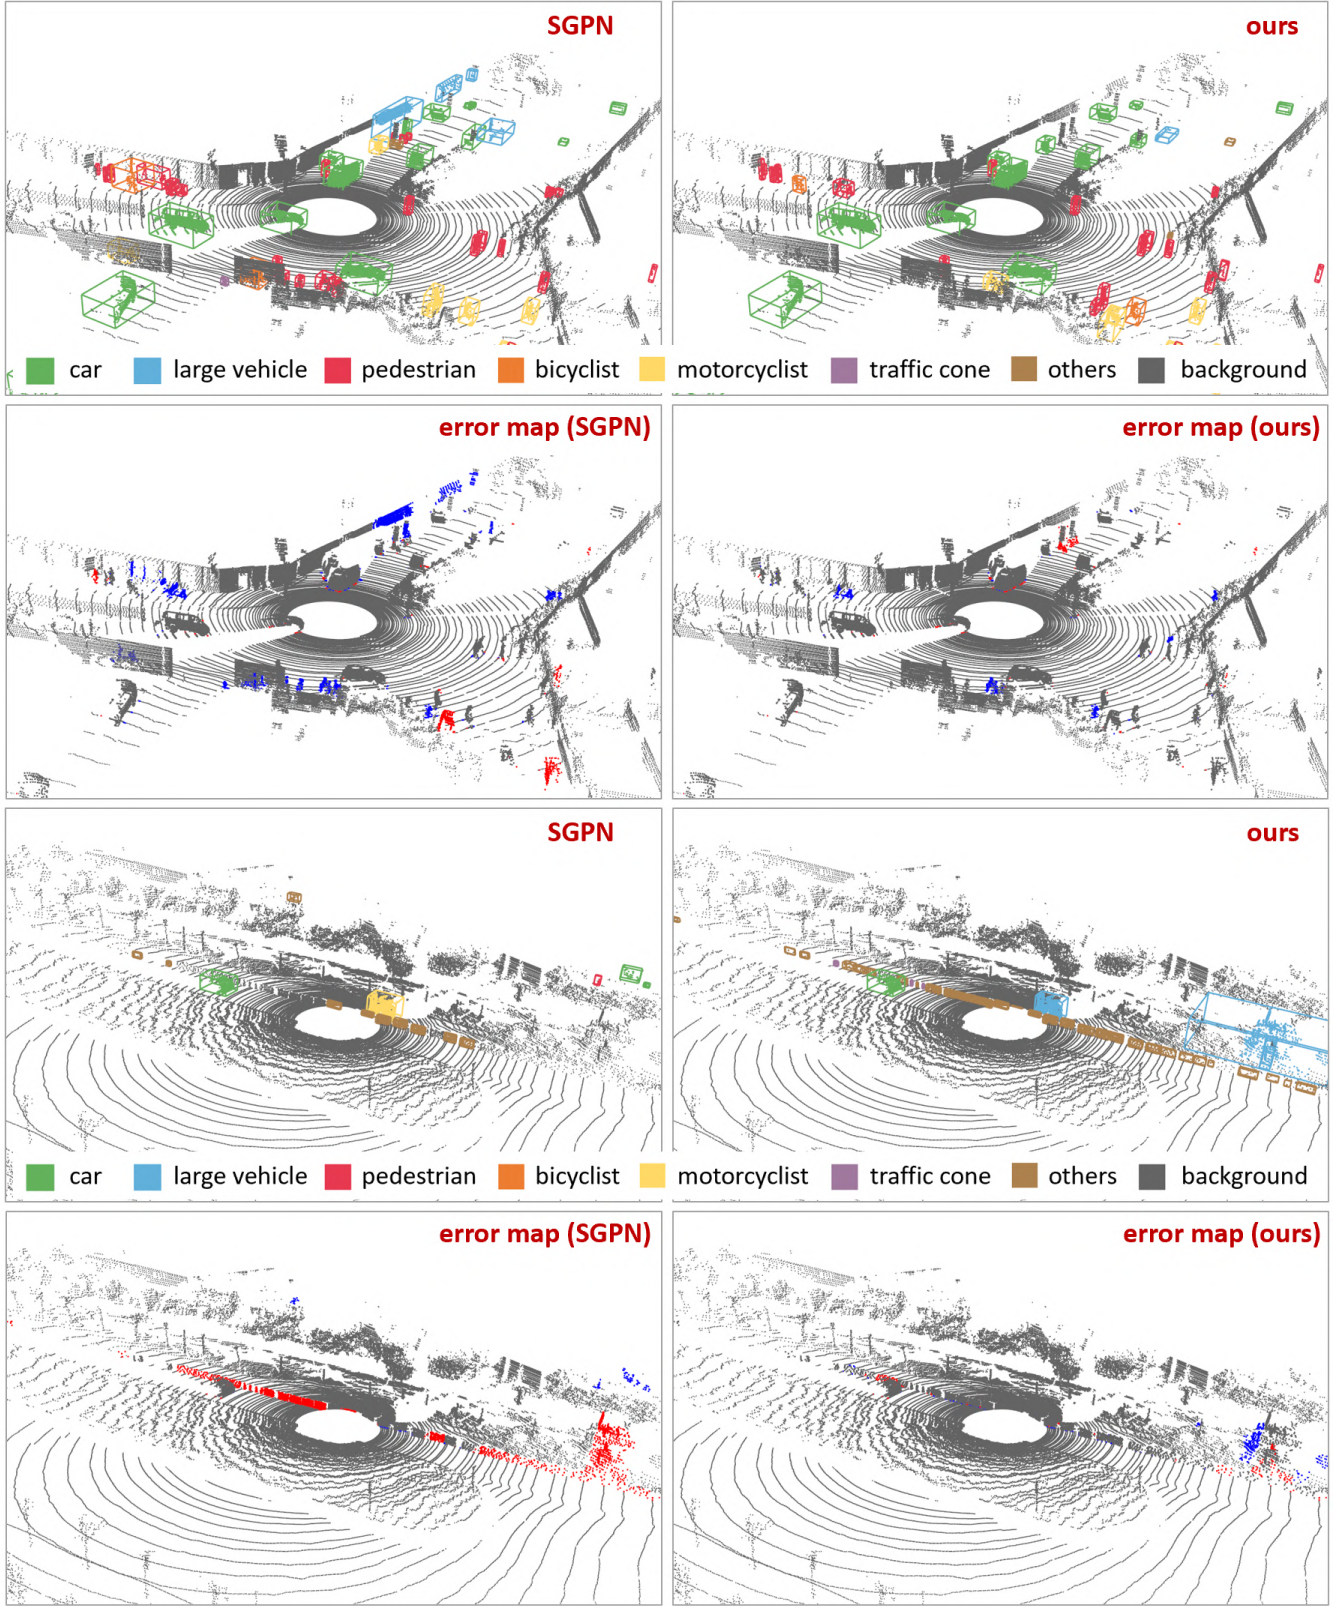 SGPN
ours
car large vehicle pedestrian bicyclist motorcyclist traffic cone others background
error map (SGPN)
error map (ours)
SGPN
ours
car large vehicle pedestrian bicyclist motorcyclist traffic cone others background
error map (SGPN)
error map (ours)